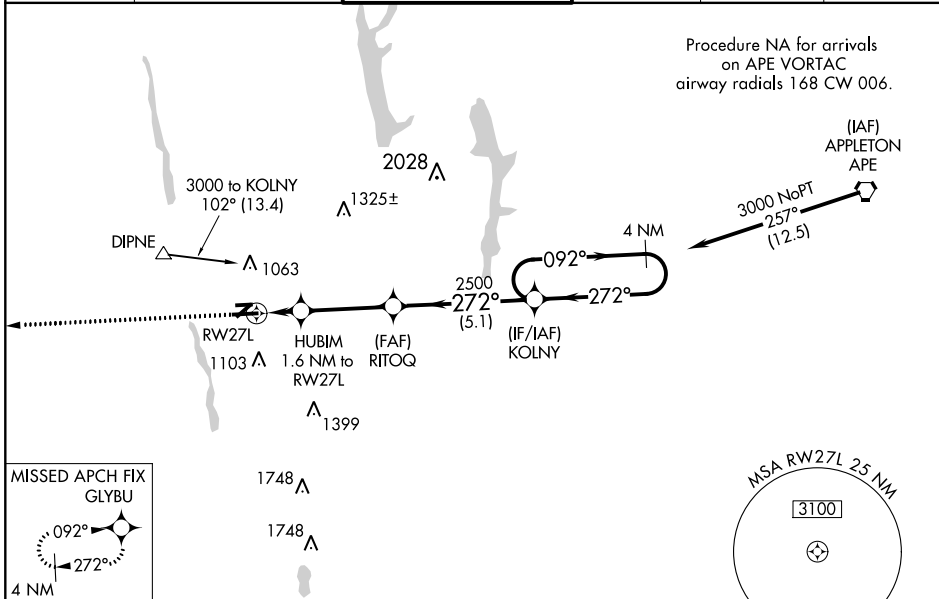 Procedure NA for arrivals
on APE VORTAC
airway radials 168 CW 006.
(IAF)
APPLETON
APE
2028
1325±
3000 to KOLNY
102° (13.4)
DIPNE
1063
3000 NoPT
257°
(12.5)
4 NM
092°
272°
2500
272°
(5.1)
(IF/IAF)
KOLNY
RW27L
HUBIM
1.6 NM to
RW27L
(FAF)
RITOQ
1103
1399
1748
1748
MISSED APCH FIX
GLYBU
092°
272°
4 NM
MSA RW27L 25 NM
3100